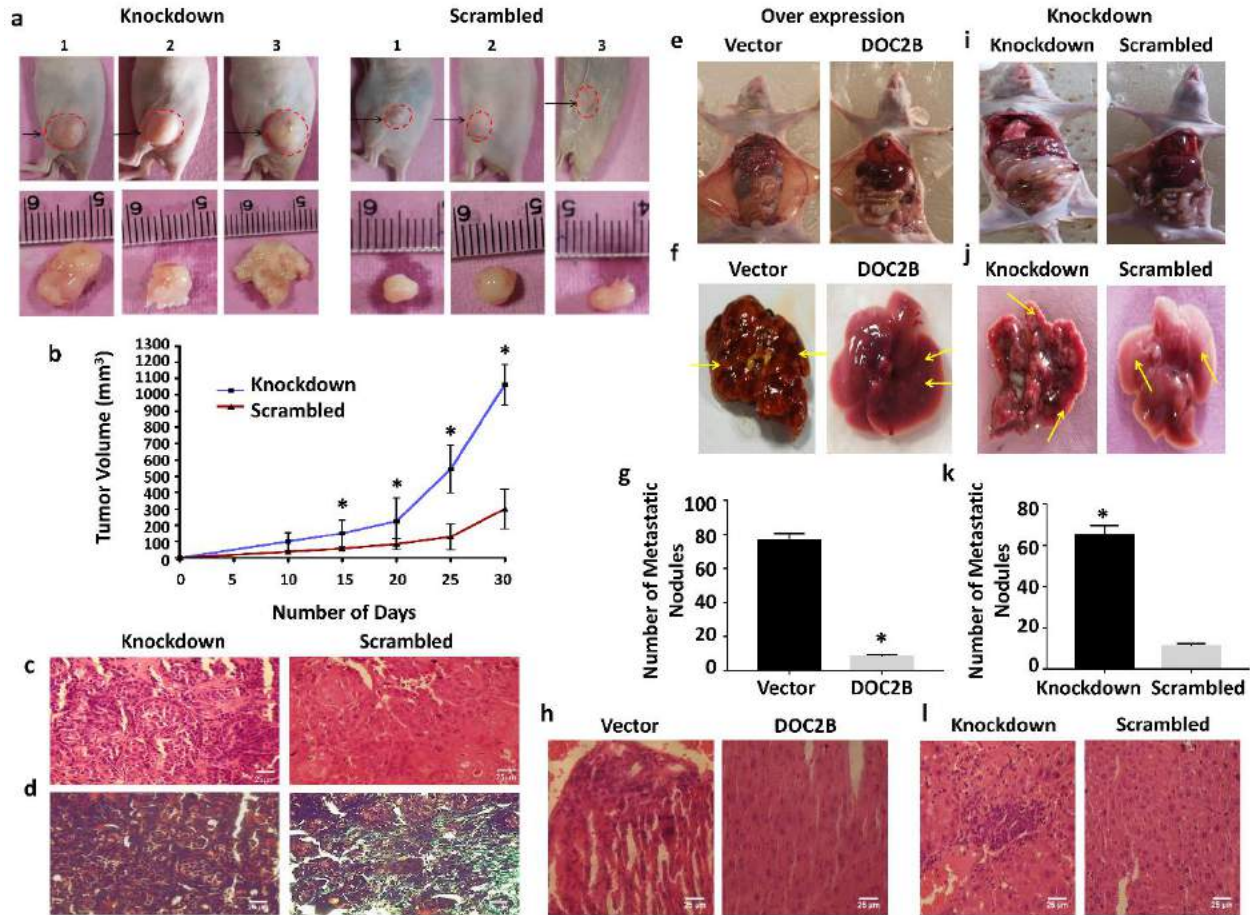 a
Knockdown
Scrambled
1 2 3
1 2 3
6 5
6 5
6 5
6 5
6 5
5 4
b
Tumor Volume (mm³)
1300
1200
1100
1000
900
800
700
600
500
400
300
200
100
0
Knockdown
Scrambled
*
*
*
*
0 5 10 15 20 25 30
Number of Days
Knockdown Scrambled
c
25 µm
25 µm
d
Over expression
Knockdown
e
Vector DOC2B
i
Knockdown Scrambled
f
Vector DOC2B
j
Knockdown Scrambled
g
Number of Metastatic
Nodules
100
80
60
40
20
0
*
Vector DOC2B
k
Number of Metastatic
Nodules
80
60
40
20
0
*
Knockdown Scrambled
h
Vector DOC2B
25 µm
25 µm
l
Knockdown Scrambled
25 µm
25 µm